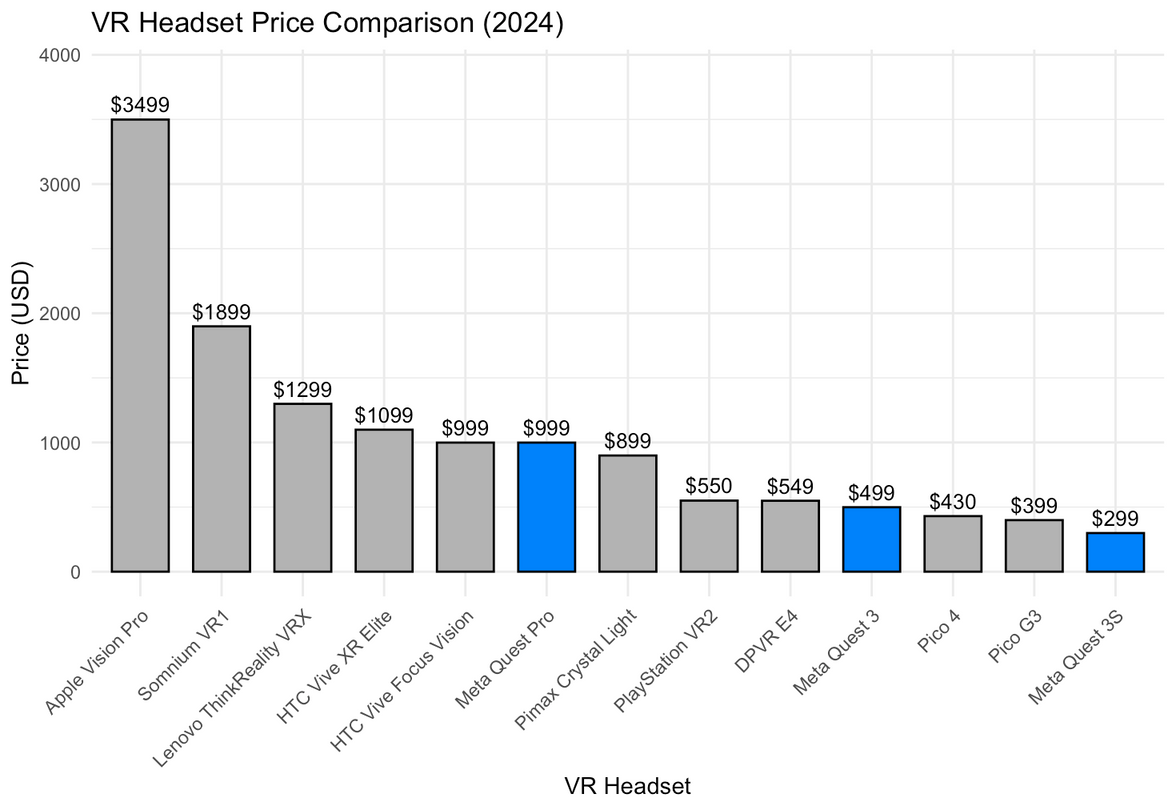 VR Headset Price Comparison (2024)
Price (USD)
4000
3000
2000
1000
0
$3499
$1899
$1299
$1099
$999
$999
$899
$550
$549
$499
$430
$399
$299
Apple Vision Pro
Somnium VR1
Lenovo ThinkReality VRX
HTC Vive XR Elite
HTC Vive Focus Vision
Meta Quest Pro
Pimax Crystal Light
PlayStation VR2
DPVR E4
Meta Quest 3
Pico 4
Pico G3
Meta Quest 3S
VR Headset